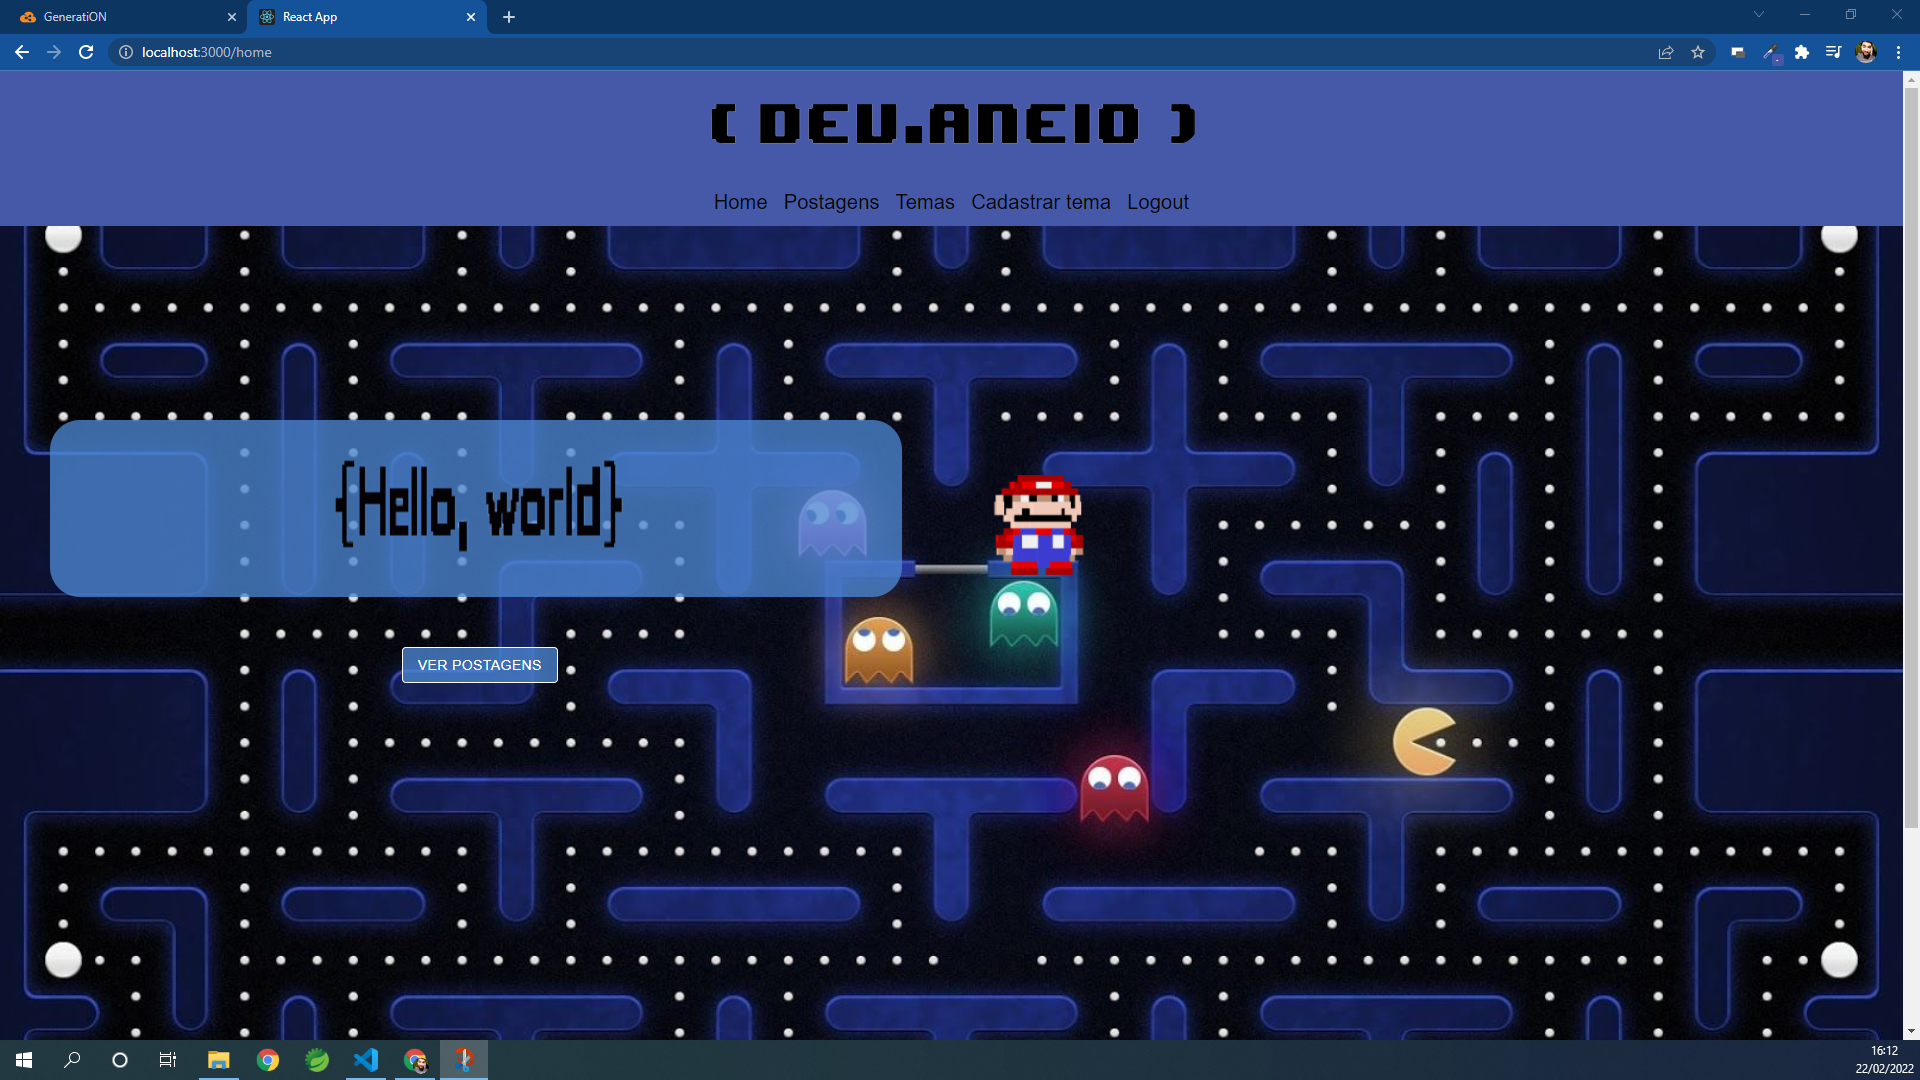 GeneratiON
React App
localhost:3000/home
( DEV.ANEIO )
Home Postagens Temas Cadastrar tema Logout
{Hello, world}
VER POSTAGENS
16:12
22/02/2022